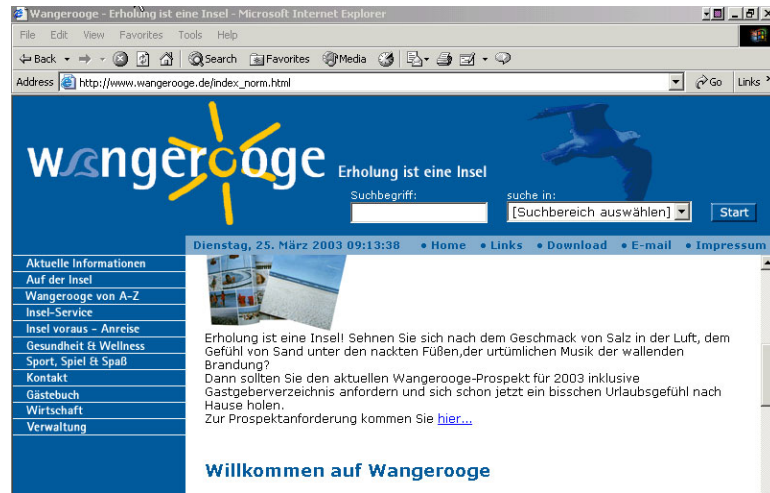 Wangerooge - Erholung ist eine Insel - Microsoft Internet Explorer
File Edit View Favorites Tools Help
Back Search Favorites Media
Address http://www.wangerooge.de/index_norm.html Go Links
wangerooge Erholung ist eine Insel
Suchbegriff: suche in:
[Suchbereich auswählen] Start
Dienstag, 25. März 2003 09:13:38 • Home • Links • Download • E-mail • Impressum
Aktuelle Informationen
Auf der Insel
Wangerooge von A-Z
Insel-Service
Insel voraus - Anreise
Gesundheit & Wellness
Sport, Spiel & Spaß
Kontakt
Gästebuch
Wirtschaft
Verwaltung
Erholung ist eine Insel! Sehnen Sie sich nach dem Geschmack von Salz in der Luft, dem
Gefühl von Sand unter den nackten Füßen,der urtümlichen Musik der wallenden
Brandung?
Dann sollten Sie den aktuellen Wangerooge-Prospekt für 2003 inklusive
Gastgeberverzeichnis anfordern und sich schon jetzt ein bisschen Urlaubsgefühl nach
Hause holen.
Zur Prospektanforderung kommen Sie hier...
Willkommen auf Wangerooge